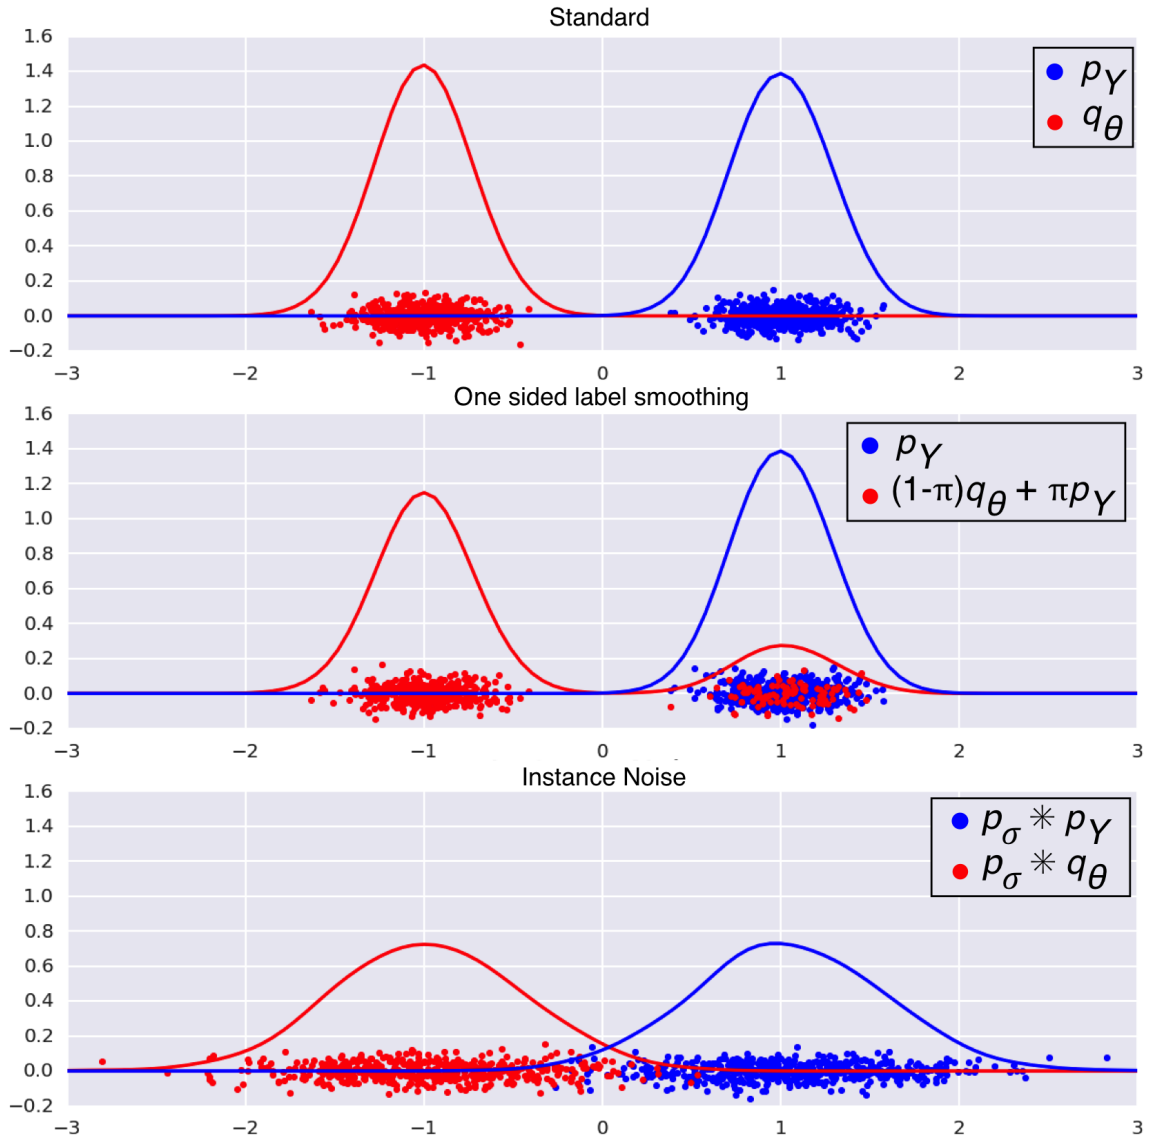 Standard
1.6
1.4
1.2
1.0
0.8
0.6
0.4
0.2
0.0
−0.2
−3 −2 −1 0 1 2 3
p_Y
q_θ
One sided label smoothing
1.6
1.4
1.2
1.0
0.8
0.6
0.4
0.2
0.0
−0.2
−3 −2 −1 0 1 2 3
p_Y
(1-π)q_θ + πp_Y
Instance Noise
1.6
1.4
1.2
1.0
0.8
0.6
0.4
0.2
0.0
−0.2
−3 −2 −1 0 1 2 3
p_σ ✳ p_Y
p_σ ✳ q_θ